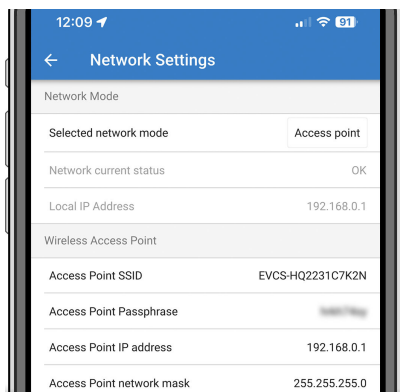 12:09
91
Network Settings
Network Mode
Selected network mode Access point
Network current status OK
Local IP Address 192.168.0.1
Wireless Access Point
Access Point SSID EVCS-HQ2231C7K2N
Access Point Passphrase
Access Point IP address 192.168.0.1
Access Point network mask 255.255.255.0